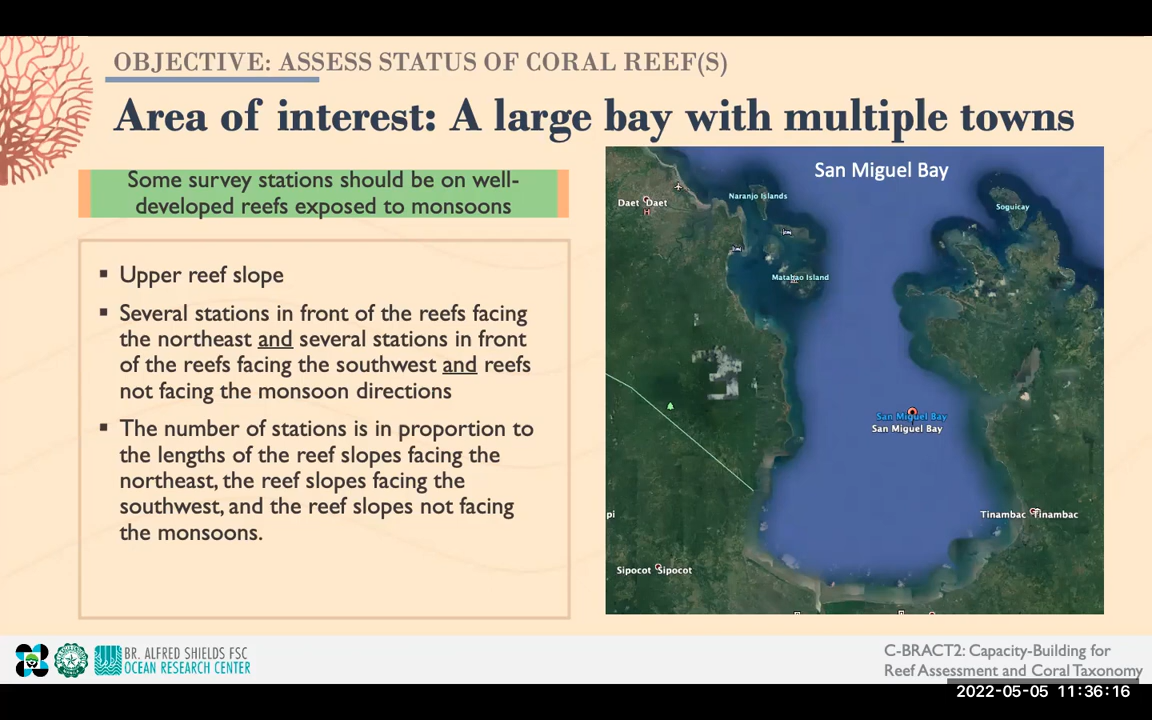 OBJECTIVE: ASSESS STATUS OF CORAL REEF(S)
Area of interest: A large bay with multiple towns
Some survey stations should be on well-
developed reefs exposed to monsoons
▪ Upper reef slope
▪ Several stations in front of the reefs facing
the northeast and several stations in front
of the reefs facing the southwest and reefs
not facing the monsoon directions
▪ The number of stations is in proportion to
the lengths of the reef slopes facing the
northeast, the reef slopes facing the
southwest, and the reef slopes not facing
the monsoons.
San Miguel Bay
Naranjo Islands
Daet Daet
H
Soguicay
Matabao Island
San Miguel Bay
San Miguel Bay
pi
Tinambac Tinambac
Sipocot Sipocot
BR. ALFRED SHIELDS FSC
OCEAN RESEARCH CENTER
C-BRACT2: Capacity-Building for
Reef Assessment and Coral Taxonomy
2022-05-05 11:36:16